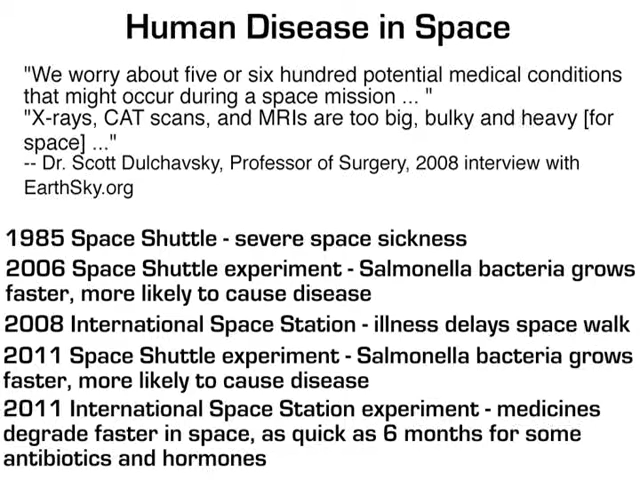 Human Disease in Space
"We worry about five or six hundred potential medical conditions
that might occur during a space mission ... "
"X-rays, CAT scans, and MRIs are too big, bulky and heavy [for
space] ..."
-- Dr. Scott Dulchavsky, Professor of Surgery, 2008 interview with
EarthSky.org
1985 Space Shuttle - severe space sickness
2006 Space Shuttle experiment - Salmonella bacteria grows
faster, more likely to cause disease
2008 International Space Station - illness delays space walk
2011 Space Shuttle experiment - Salmonella bacteria grows
faster, more likely to cause disease
2011 International Space Station experiment - medicines
degrade faster in space, as quick as 6 months for some
antibiotics and hormones